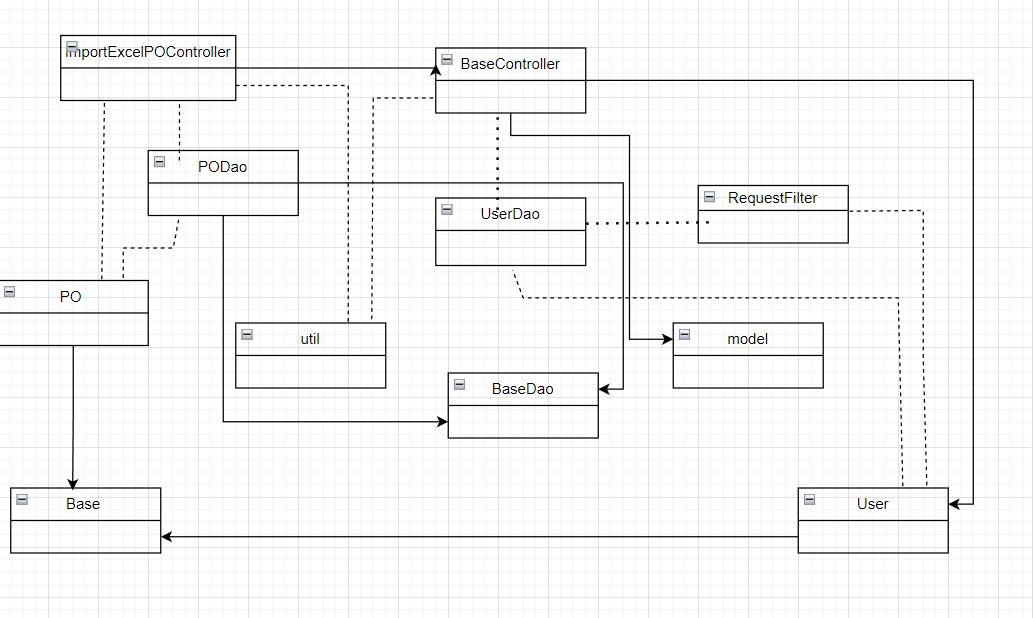 ImportExcelPOController
BaseController
PODao
RequestFilter
UserDao
PO
util
model
BaseDao
Base
User